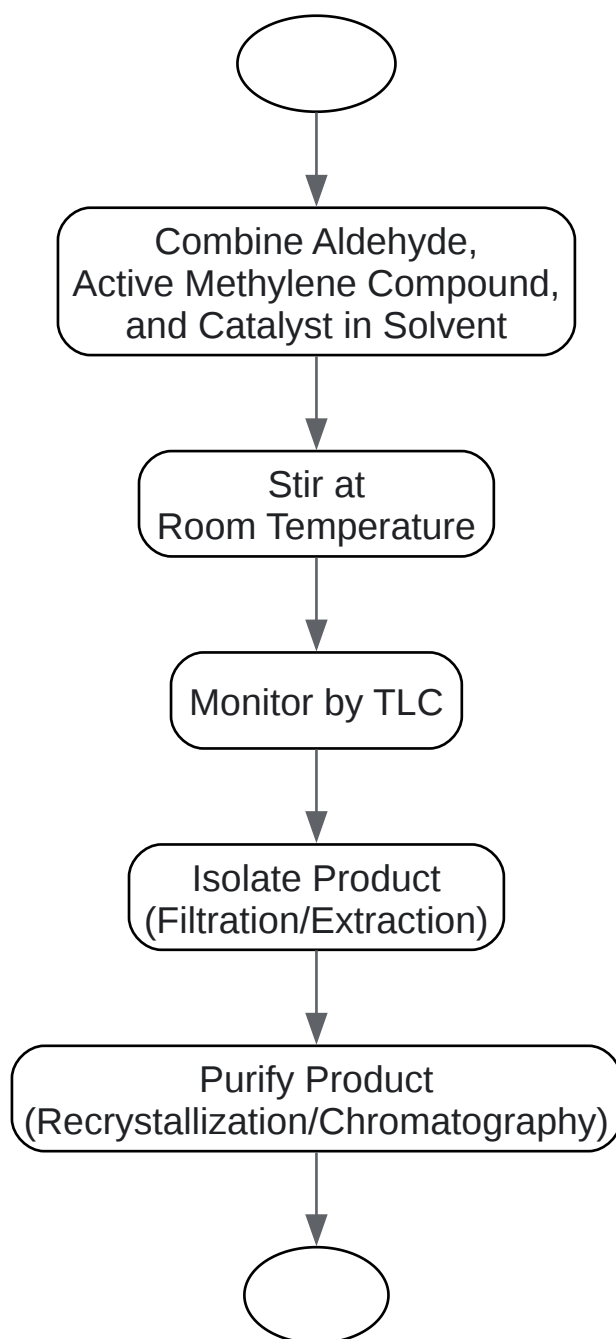 Combine Aldehyde,
Active Methylene Compound,
and Catalyst in Solvent
Stir at
Room Temperature
Monitor by TLC
Isolate Product
(Filtration/Extraction)
Purify Product
(Recrystallization/Chromatography)